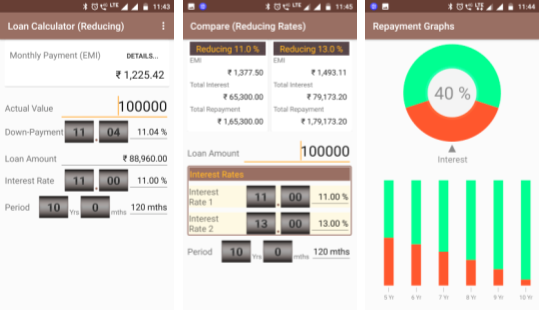 11:43
Loan Calculator (Reducing)
Monthly Payment (EMI) DETAILS...
₹ 1,225.42
Actual Value 100000
Down-Payment 11 . 04 11.04 %
Loan Amount ₹ 88,960.00
Interest Rate 11 . 00 11.00 %
Period 10 Yrs 0 mths 120 mths
11:45
Compare (Reducing Rates)
Reducing 11.0 % Reducing 13.0 %
EMI EMI
₹ 1,377.50 ₹ 1,493.11
Total Interest Total Interest
₹ 65,300.00 ₹ 79,173.20
Total Repayment Total Repayment
₹ 1,65,300.00 ₹ 1,79,173.20
Loan Amount 100000
Interest Rates
Interest Rate 1 11 . 00 11.00 %
Interest Rate 2 13 . 00 13.00 %
Period 10 Yrs 0 mths 120 mths
11:44
Repayment Graphs
40 %
Interest
5 Yr 6 Yr 7 Yr 8 Yr 9 Yr 10 Yr